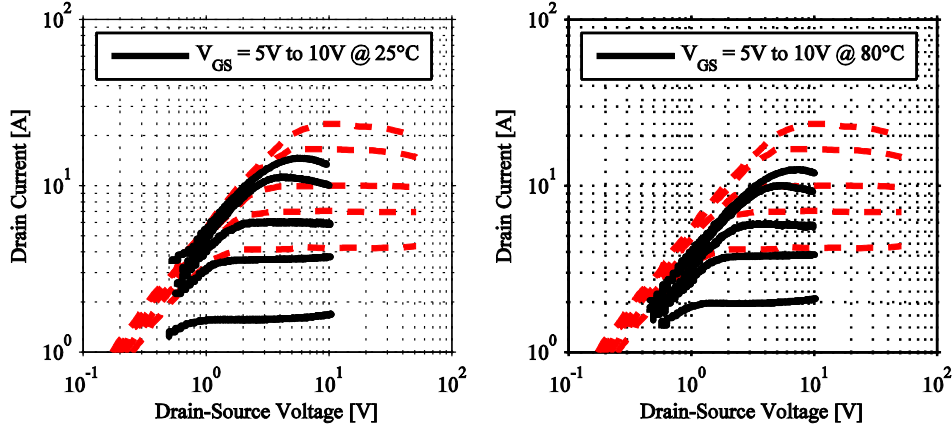 10^2
V_GS = 5V to 10V @ 25°C
Drain Current [A]
10^1
10^0
10^-1
10^0
10^1
10^2
Drain-Source Voltage [V]
10^2
V_GS = 5V to 10V @ 80°C
Drain Current [A]
10^1
10^0
10^-1
10^0
10^1
10^2
Drain-Source Voltage [V]